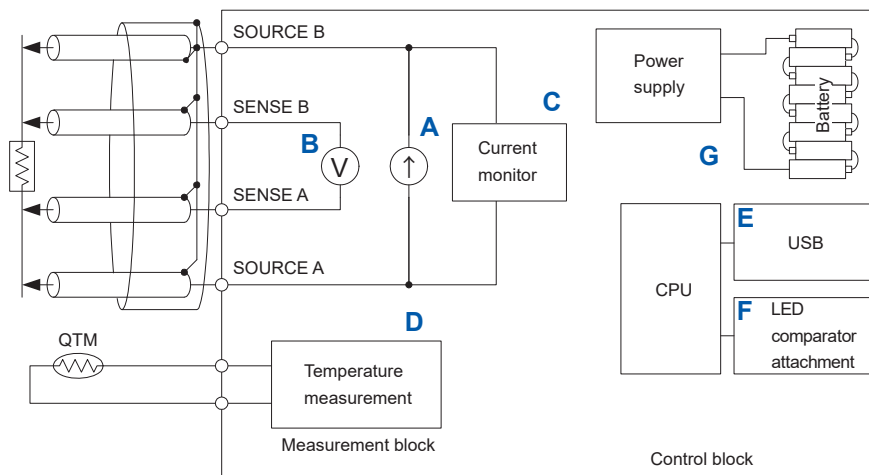 SOURCE B
SENSE B
SENSE A
SOURCE A
A
B
V
C
Current
monitor
Power
supply
Battery
G
CPU
E
USB
F
LED
comparator
attachment
D
QTM
Temperature
measurement
Measurement block
Control block